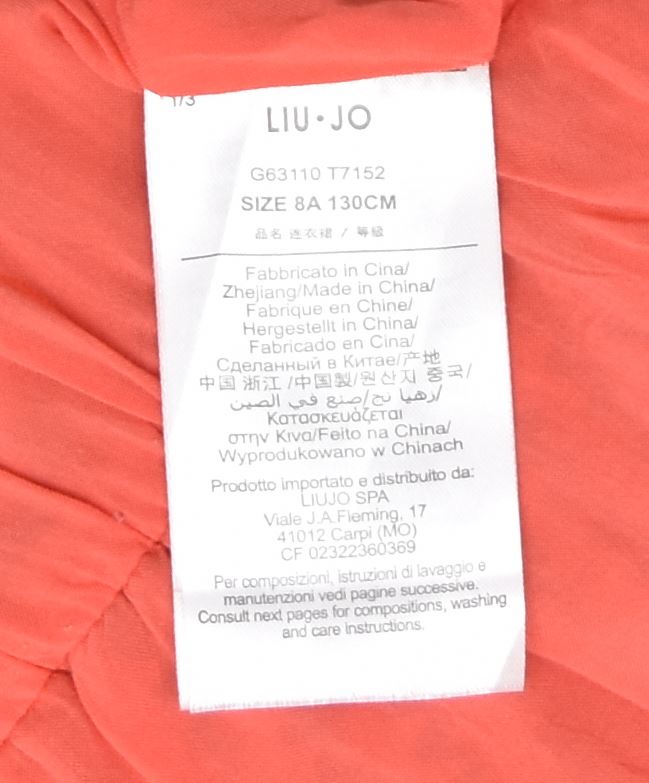 1/3
LIU·JO
G63110 T7152
SIZE 8A 130CM
品名 连衣裙 / 等级
Fabbricato in Cina/
Zhejiang/Made in China/
Fabrique en Chine/
Hergestellt in China/
Fabricado en Cina/
Сделанный в Китае/产地
中国 浙江 /中国製/원산지 중국/
صنع في الصين/
Κατασκευάζεται
στην Κινα/Feito na China/
Wyprodukowano w Chinach
Prodotto importato e distribuito da:
LIUJO SPA
Viale J.A.Fleming, 17
41012 Carpi (MO)
CF 02322360369
Per composizioni, istruzioni di lavaggio e
manutenzioni vedi pagine successive.
Consult next pages for compositions, washing
and care instructions.